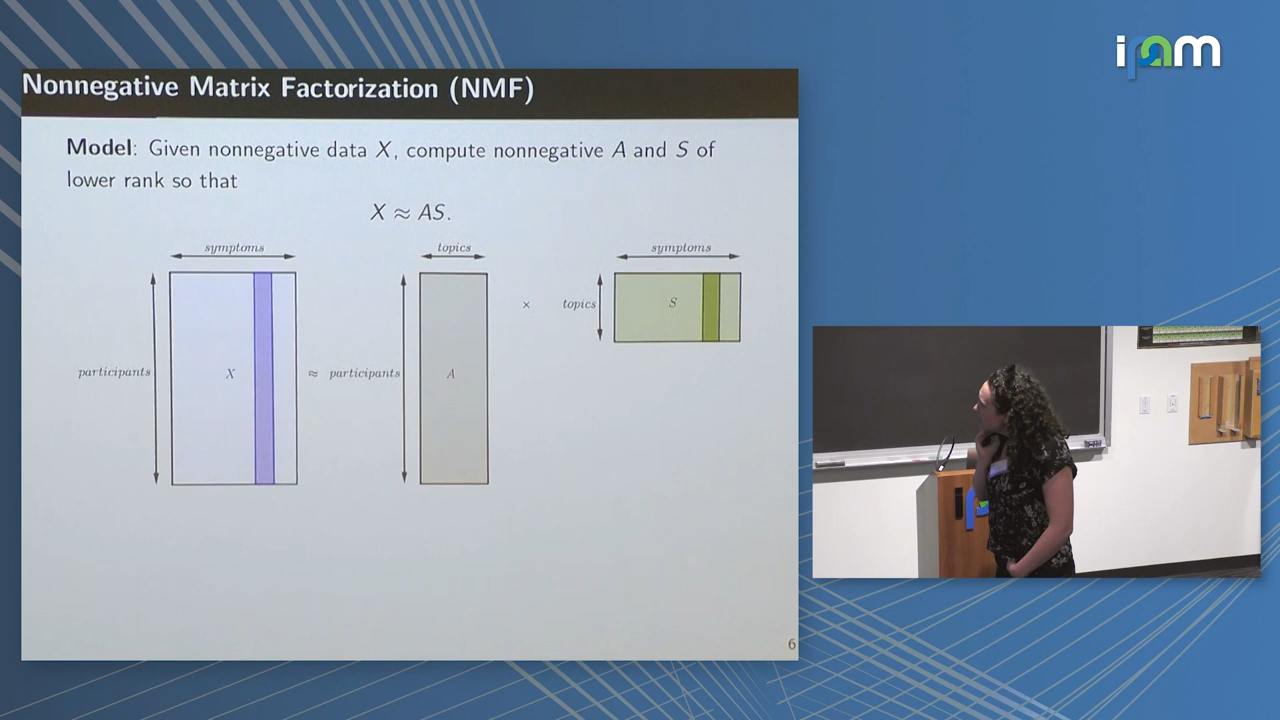 ipam
Nonnegative Matrix Factorization (NMF)
Model: Given nonnegative data X, compute nonnegative A and S of
lower rank so that
X ≈ AS.
symptoms
topics
symptoms
participants
X
≈
participants
A
×
topics
S
6